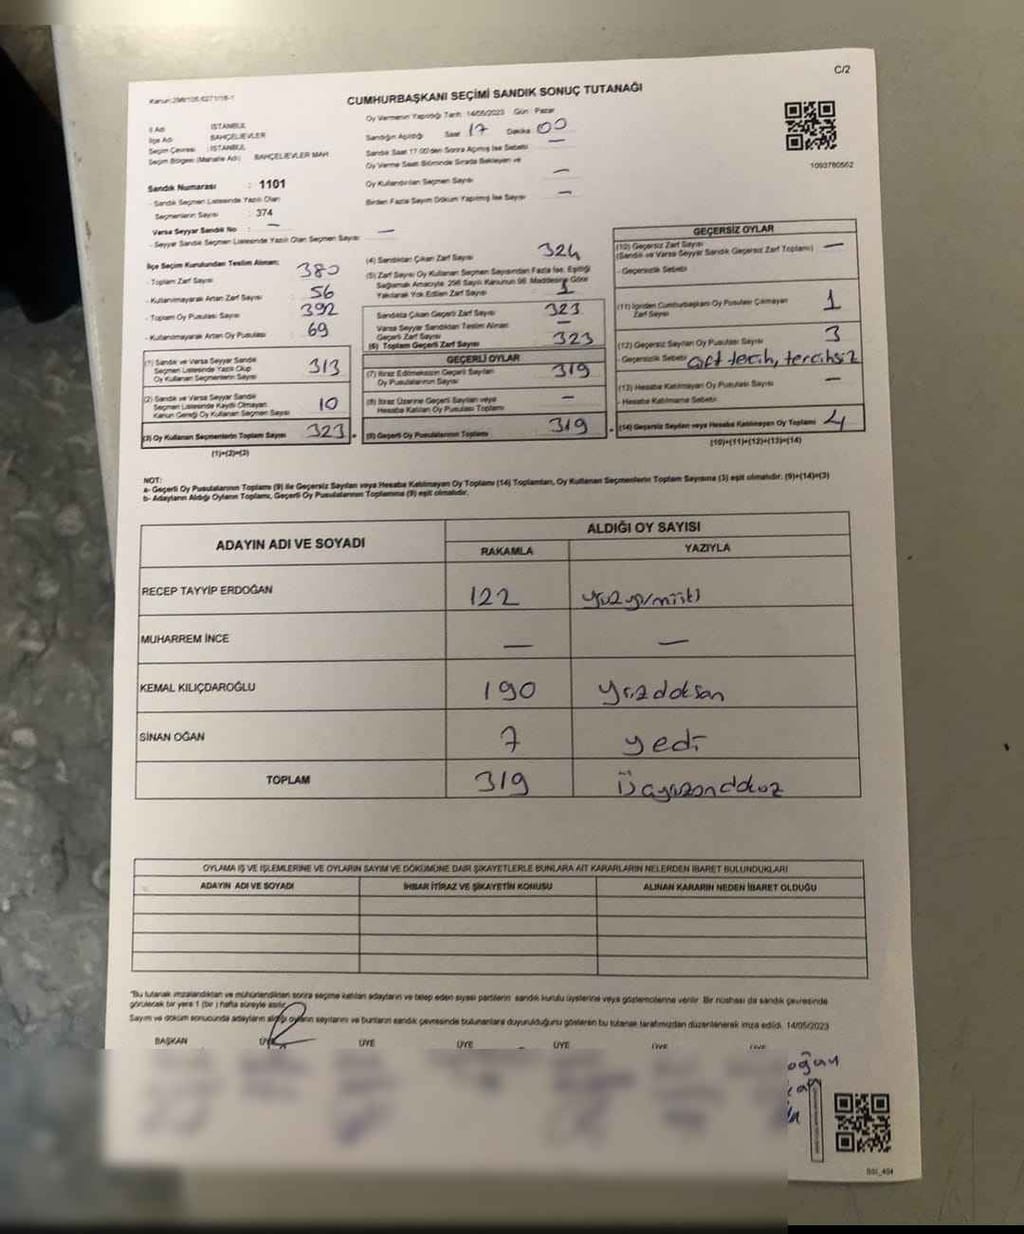 C/2
CUMHURBAŞKANI SEÇİMİ SANDIK SONUÇ TUTANAĞI
Oy Vermenin Yapıldığı Tarih :14/05/2023 Gün : Pazar
İl Adı : İSTANBUL
İlçe Adı : BAHÇELİEVLER
Seçim Çevresi : İSTANBUL
Seçim Bölgesi (Mahalle Adı) : BAHÇELİEVLER MAH.
Sandığın Açıldığı Saat 17 Dakika 00
Sandık Saat 17:00'den Sonra Açılmış İse Sebebi —
Oy Verme Saati Bitiminde Sırada Bekleyen ve
Oy Kullandırılan Seçmen Sayısı —
Birden Fazla Sayım Döküm Yapılmış İse Sayısı —
1093780562
Sandık Numarası : 1101
- Sandık Seçmen Listesinde Yazılı Olan
Seçmenlerin Sayısı : 374
Varsa Seyyar Sandık No : —
- Seyyar Sandık Seçmen Listesinde Yazılı Olan Seçmen Sayısı : —
İlçe Seçim Kurulundan Teslim Alınan;
- Toplam Zarf Sayısı 380
- Kullanılmayarak Artan Zarf Sayısı 56
- Toplam Oy Pusulası Sayısı 392
- Kullanılmayarak Artan Oy Pusulası 69
(1) Sandık ve Varsa Seyyar Sandık
Seçmen Listesinde Yazılı Olup
Oy Kullanan Seçmenlerin Sayısı 313
(2) Sandık ve Varsa Seyyar Sandık
Seçmen Listesinde Kayıtlı Olmayan
Kanun Gereği Oy Kullanan Seçmen Sayısı 10
(3) Oy Kullanan Seçmenlerin Toplam Sayısı 323
(1)+(2)=(3)
(4) Sandıktan Çıkan Zarf Sayısı 324
(5) Zarf Sayısı Oy Kullanan Seçmen Sayısından Fazla İse, Eşitliği
Sağlamak Amacıyla, 298 Sayılı Kanunun 98. Maddesine Göre
Yakılarak Yok Edilen Zarf Sayısı 1
Sandıkta Çıkan Geçerli Zarf Sayısı 323
Varsa Seyyar Sandıktan Teslim Alınan
Geçerli Zarf Sayısı —
(6) Toplam Geçerli Zarf Sayısı 323
GEÇERLİ OYLAR
(7) İtiraz Edilmeksizin Geçerli Sayılan
Oy Pusulalarının Sayısı 319
(8) İtiraz Üzerine Geçerli Sayılan veya
Hesaba Katılan Oy Pusulası Toplamı —
(9) Geçerli Oy Pusulalarının Toplamı 319
GEÇERSİZ OYLAR
(10) Geçersiz Zarf Sayısı
(Sandık ve Varsa Seyyar Sandık Geçersiz Zarf Toplamı) —
- Geçersizlik Sebebi
(11) İçinden Cumhurbaşkanı Oy Pusulası Çıkmayan
Zarf Sayısı 1
(12) Geçersiz Sayılan Oy Pusulası Sayısı 3
- Geçersizlik Sebebi çift tecih, tercihsiz
(13) Hesaba Katılmayan Oy Pusulası Sayısı —
- Hesaba Katılmama Sebebi
(14) Geçersiz Sayılan veya Hesaba Katılmayan Oy Toplamı 4
(10)+(11)+(12)+(13)=(14)
NOT:
a- Geçerli Oy Pusulalarının Toplamı (9) ile Geçersiz Sayılan veya Hesaba Katılmayan Oy Toplamı (14) Toplamları, Oy Kullanan Seçmenlerin Toplam Sayısına (3) eşit olmalıdır. (9)+(14)=(3)
b- Adayların Aldığı Oyların Toplamı, Geçerli Oy Pusulalarının Toplamına (9) eşit olmalıdır.
ADAYIN ADI VE SOYADI
ALDIĞI OY SAYISI
RAKAMLA YAZIYLA
RECEP TAYYİP ERDOĞAN 122
MUHARREM İNCE — —
KEMAL KILIÇDAROĞLU 190 yüzdoksan
SİNAN OĞAN 7 yedi
TOPLAM 319
OYLAMA İŞ VE İŞLEMLERİNE VE OYLARIN SAYIM VE DÖKÜMÜNE DAİR ŞİKAYETLERLE BUNLARA AİT KARARLARIN NELERDEN İBARET BULUNDUKLARI
ADAYIN ADI VE SOYADI İHBAR İTİRAZ VE ŞİKAYETİN KONUSU ALINAN KARARIN NEDEN İBARET OLDUĞU
"Bu tutanak imzalandıktan ve mühürlendikten sonra seçime katılan adayların ve talep eden siyasi partilerin sandık kurulu üyelerine veya gözlemcilerine verilir. Bir nüshası da sandık çevresinde
görülecek bir yere 1 (bir) hafta süreyle asılır.
Sayım ve döküm sonucunda adayların aldığı oyların sayılarını ve bunların sandık çevresinde bulunanlara duyurulduğunu gösteren bu tutanak tarafımızdan düzenlenerek imza edildi. 14/05/2023
BAŞKAN ÜYE ÜYE ÜYE ÜYE ÜYE ÜYE